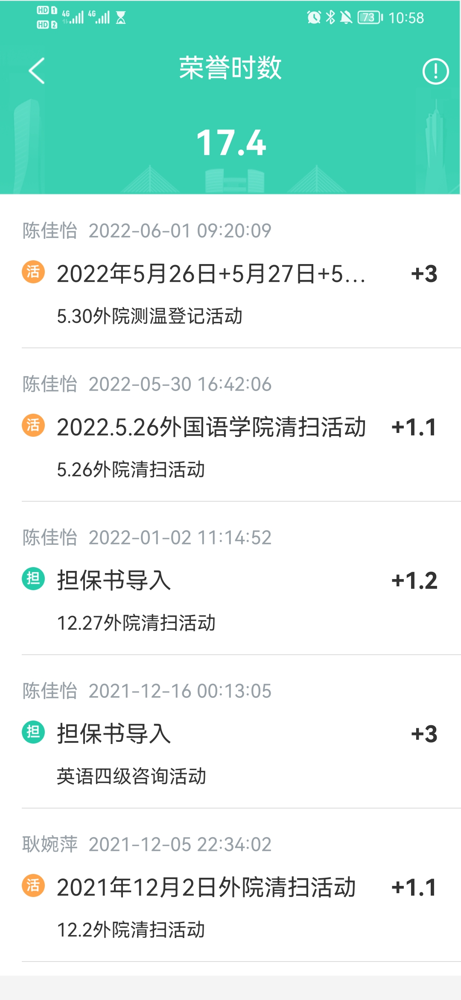 HD 1 4G 4G 73 10:58
HD 2
荣誉时数
17.4
陈佳怡 2022-06-01 09:20:09
活 2022年5月26日+5月27日+5... +3
5.30外院测温登记活动
陈佳怡 2022-05-30 16:42:06
活 2022.5.26外国语学院清扫活动 +1.1
5.26外院清扫活动
陈佳怡 2022-01-02 11:14:52
担 担保书导入 +1.2
12.27外院清扫活动
陈佳怡 2021-12-16 00:13:05
担 担保书导入 +3
英语四级咨询活动
耿婉萍 2021-12-05 22:34:02
活 2021年12月2日外院清扫活动 +1.1
12.2外院清扫活动